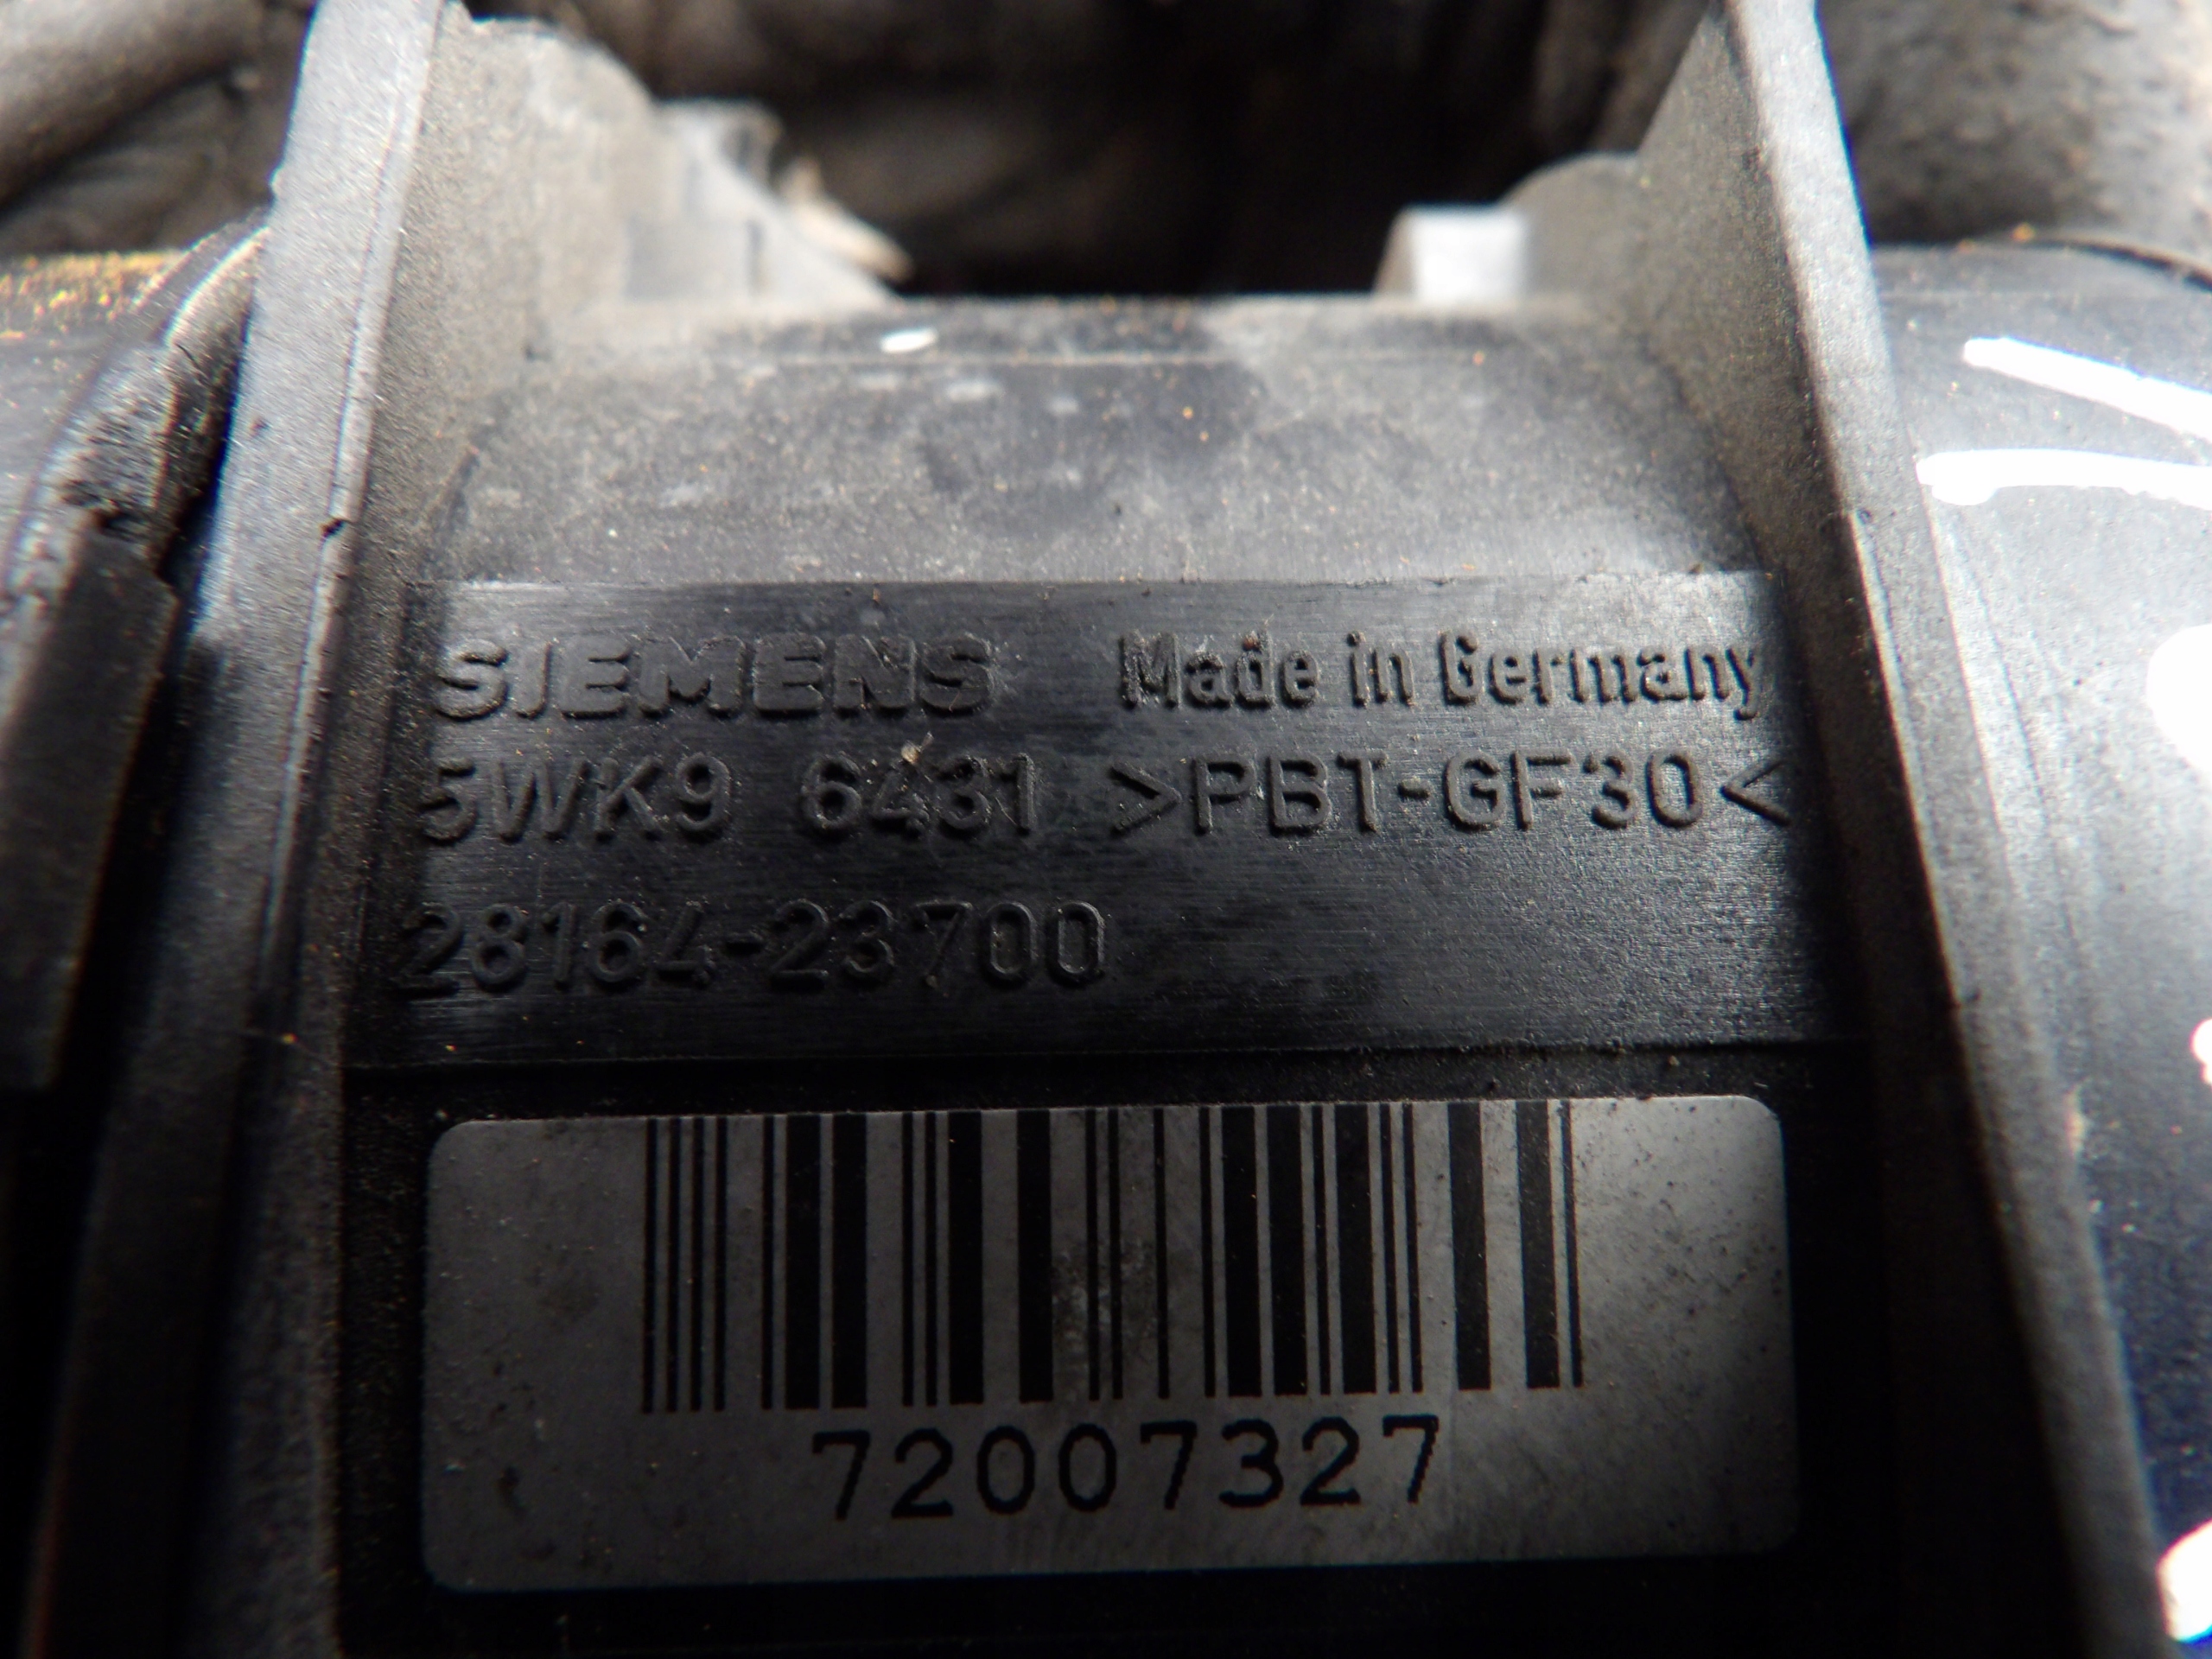 SIEMENS Made in Germany
5WK9 6431 >PBT-GF30<
28164-23700
72007327